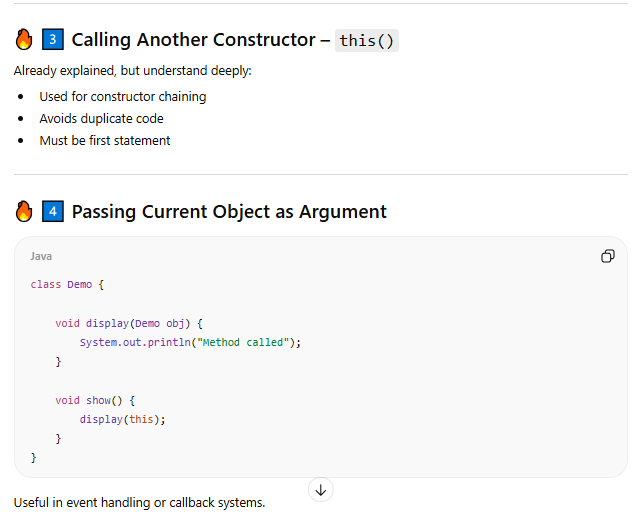 🔥 3️⃣ Calling Another Constructor – this()
Already explained, but understand deeply:
• Used for constructor chaining
• Avoids duplicate code
• Must be first statement
🔥 4️⃣ Passing Current Object as Argument
Java
class Demo {
    void display(Demo obj) {
        System.out.println("Method called");
    }
    void show() {
        display(this);
    }
}
Useful in event handling or callback systems.